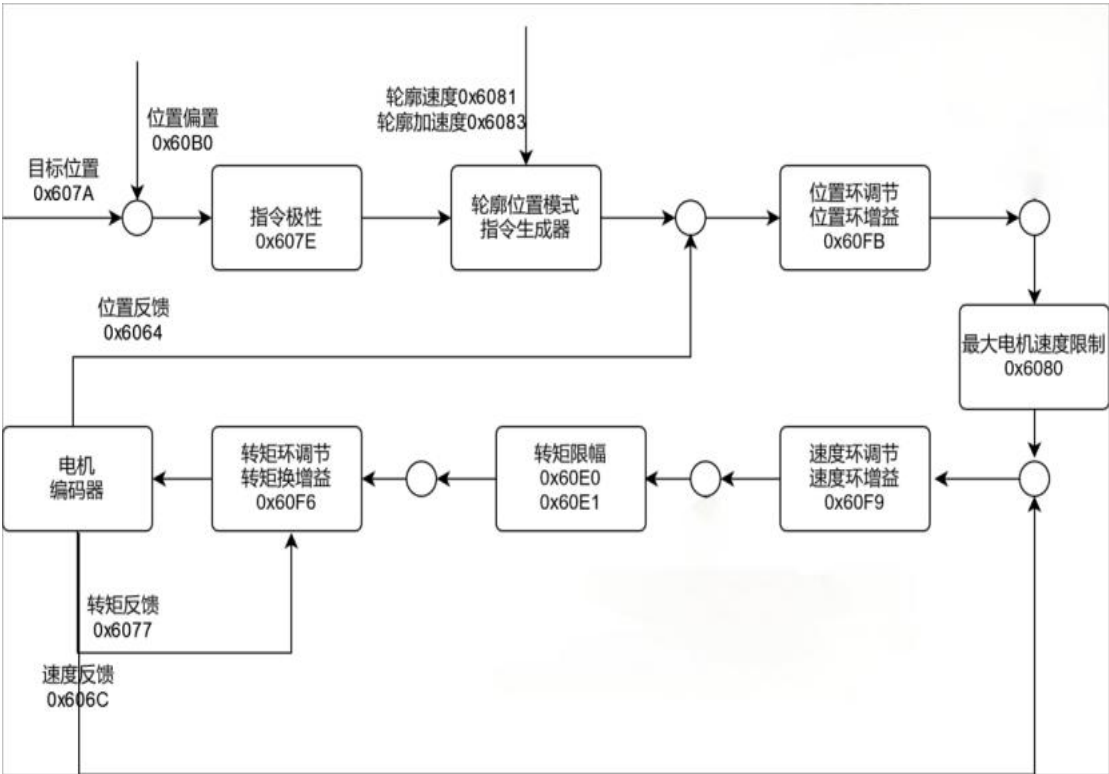 轮廓速度0x6081
轮廓加速度0x6083
位置偏置
0x60B0
目标位置
0x607A
指令极性
0x607E
轮廓位置模式
指令生成器
位置环调节
位置环增益
0x60FB
位置反馈
0x6064
最大电机速度限制
0x6080
电机
编码器
转矩环调节
转矩换增益
0x60F6
转矩限幅
0x60E0
0x60E1
速度环调节
速度环增益
0x60F9
转矩反馈
0x6077
速度反馈
0x606C